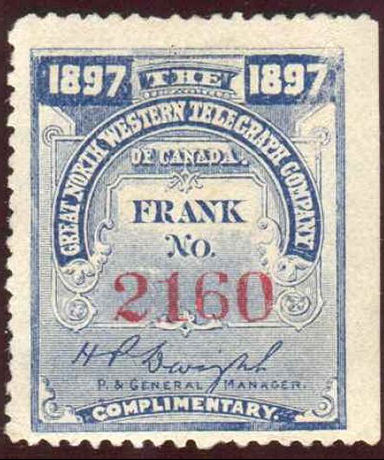 1897 THE 1897
GREAT NORTH WESTERN TELEGRAPH COMPANY
OF CANADA.
FRANK
No.
2160
H P Dwight
P. & GENERAL MANAGER.
COMPLIMENTARY.